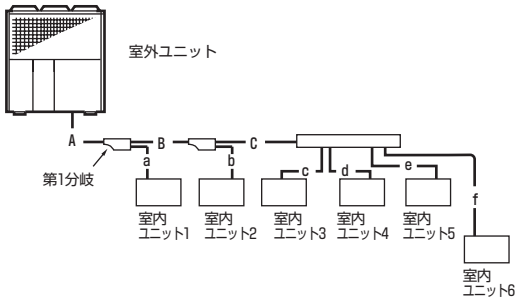 室外ユニット
A
B
C
a
b
c
d
e
f
第1分岐
室内
ユニット1
室内
ユニット2
室内
ユニット3
室内
ユニット4
室内
ユニット5
室内
ユニット6